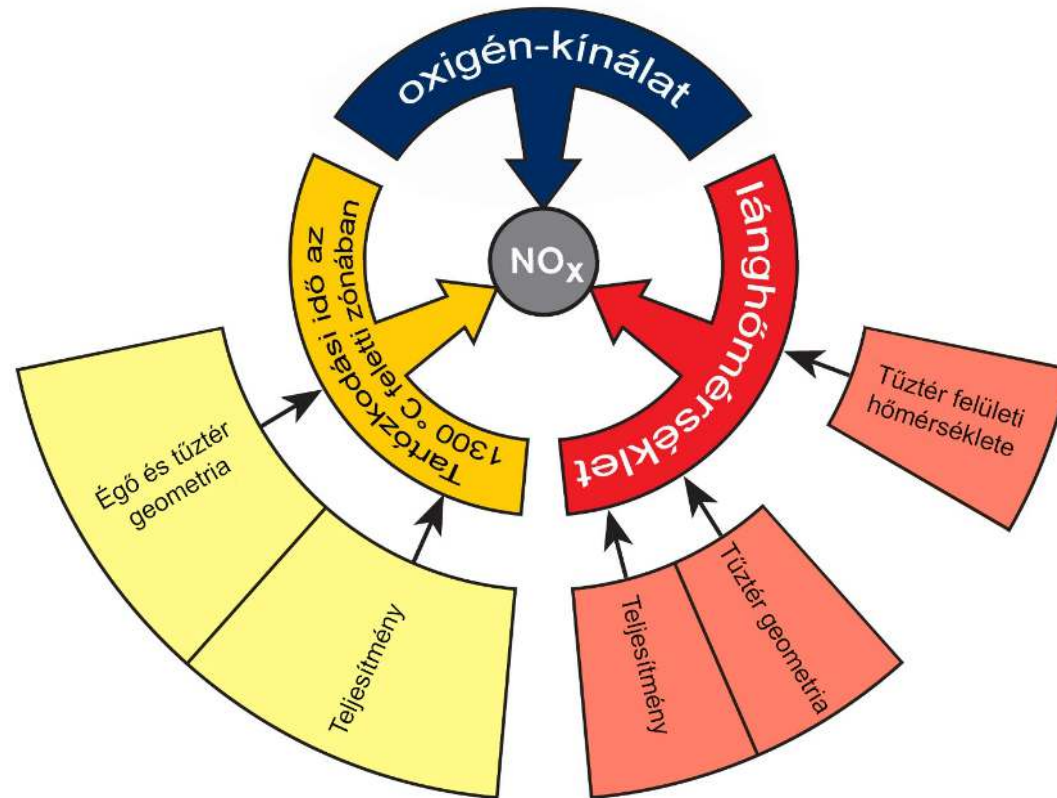 oxigén-kínálat
NOx
Tartózkodási idő az
1300 °C feletti zónában
lánghőmérséklet
Tűztér felületi
hőmérséklete
Égő és tűztér
geometria
Teljesítmény
Teljesítmény
Tűztér geometria